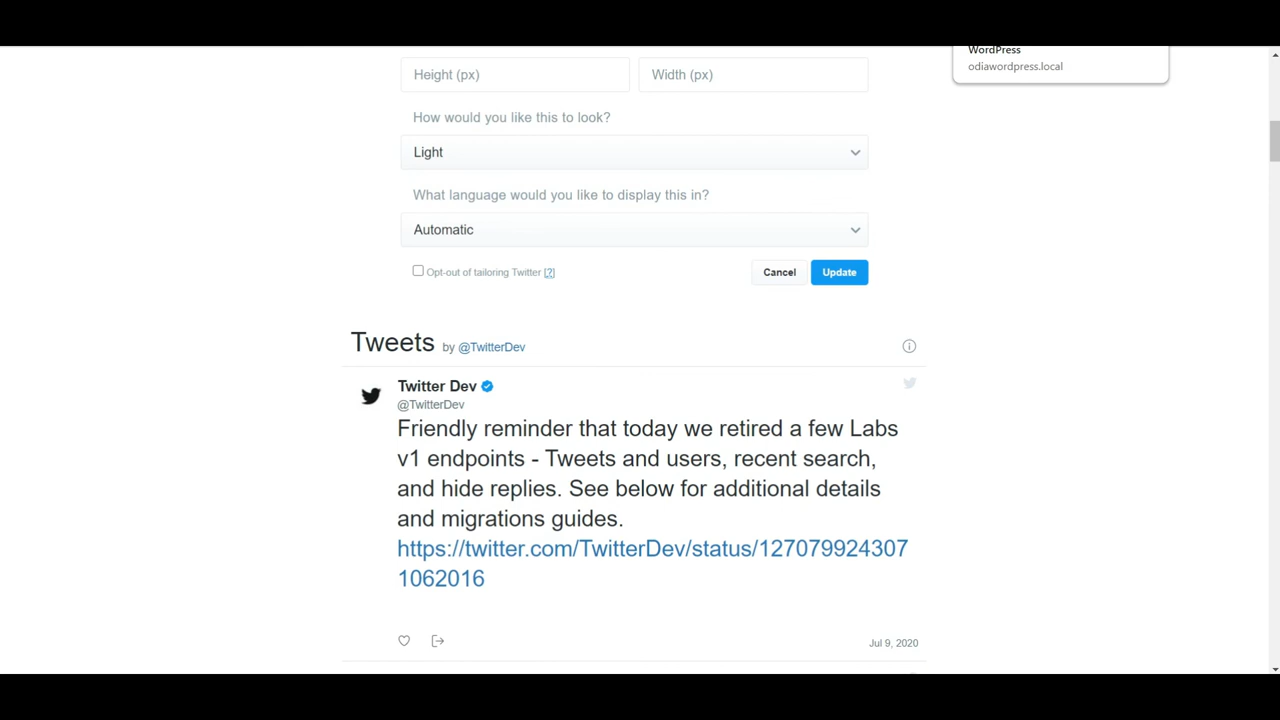 WordPress
odiawordpress.local
Height (px) Width (px)
How would you like this to look?
Light
What language would you like to display this in?
Automatic
Opt-out of tailoring Twitter [?] Cancel Update
Tweets by @TwitterDev
Twitter Dev
@TwitterDev
Friendly reminder that today we retired a few Labs
v1 endpoints - Tweets and users, recent search,
and hide replies. See below for additional details
and migrations guides.
https://twitter.com/TwitterDev/status/127079924307
1062016
Jul 9, 2020